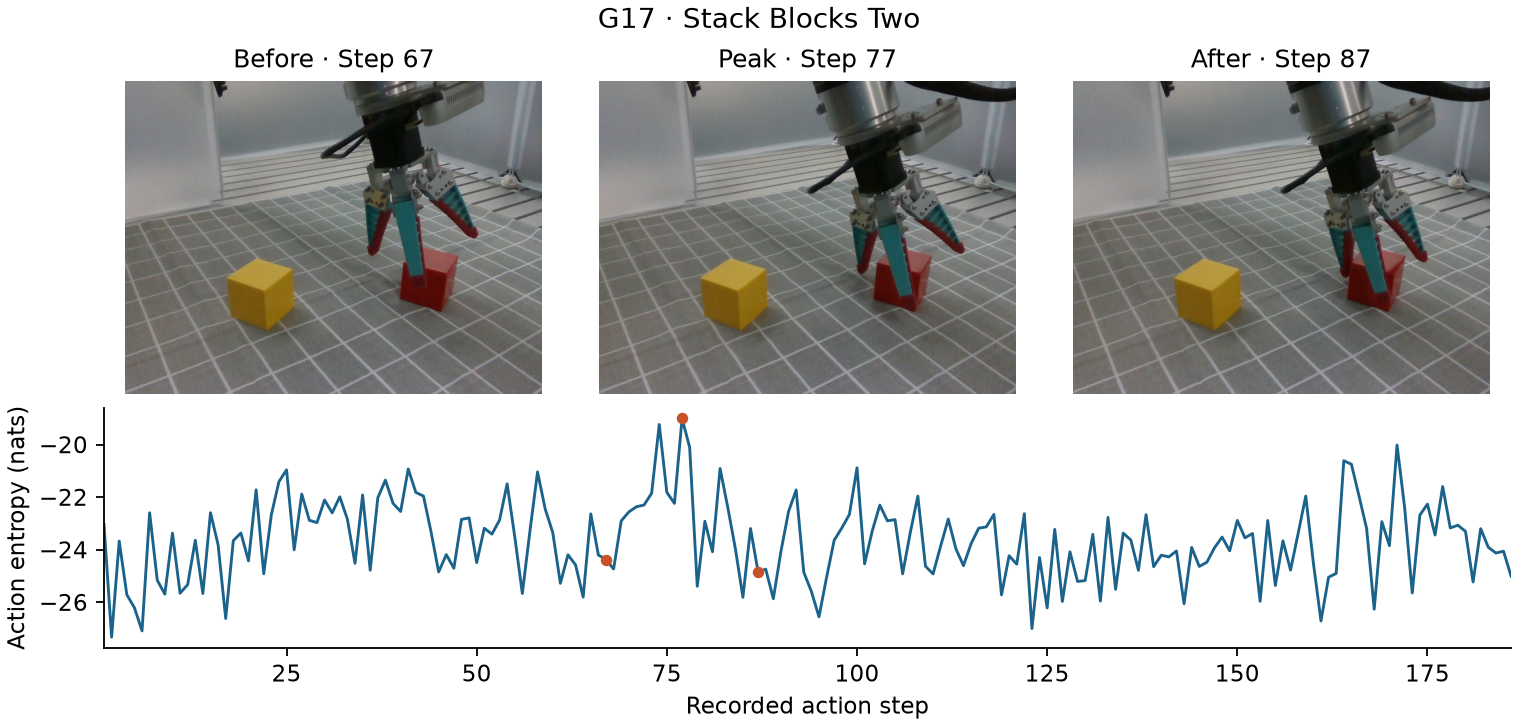 G17 · Stack Blocks Two
Before · Step 67
Peak · Step 77
After · Step 87
Action entropy (nats)
−20
−22
−24
−26
25
50
75
100
125
150
175
Recorded action step